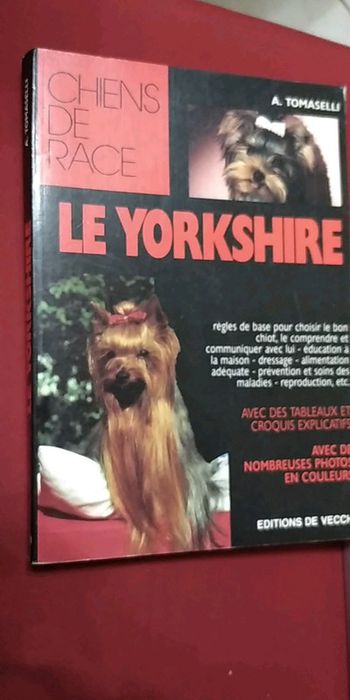 A. TOMASELLI
CHIENS
DE
RACE
A. TOMASELLI
LE YORKSHIRE
règles de base pour choisir le bon
chiot, le comprendre et
communiquer avec lui - éducation à
la maison - dressage - alimentation
adéquate - prévention et soins des
maladies - reproduction, etc.
AVEC DES TABLEAUX ET
CROQUIS EXPLICATIFS
AVEC DE
NOMBREUSES PHOTOS
EN COULEURS
EDITIONS DE VECCH